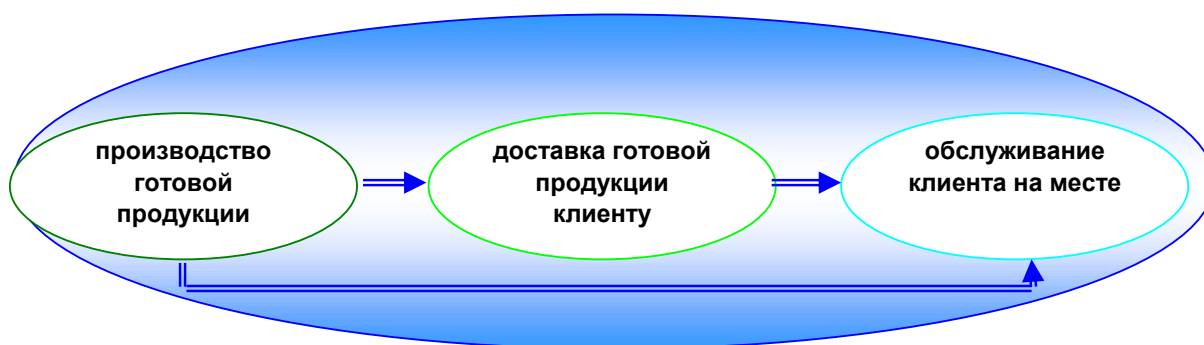 производство
готовой
продукции
доставка готовой
продукции
клиенту
обслуживание
клиента на месте